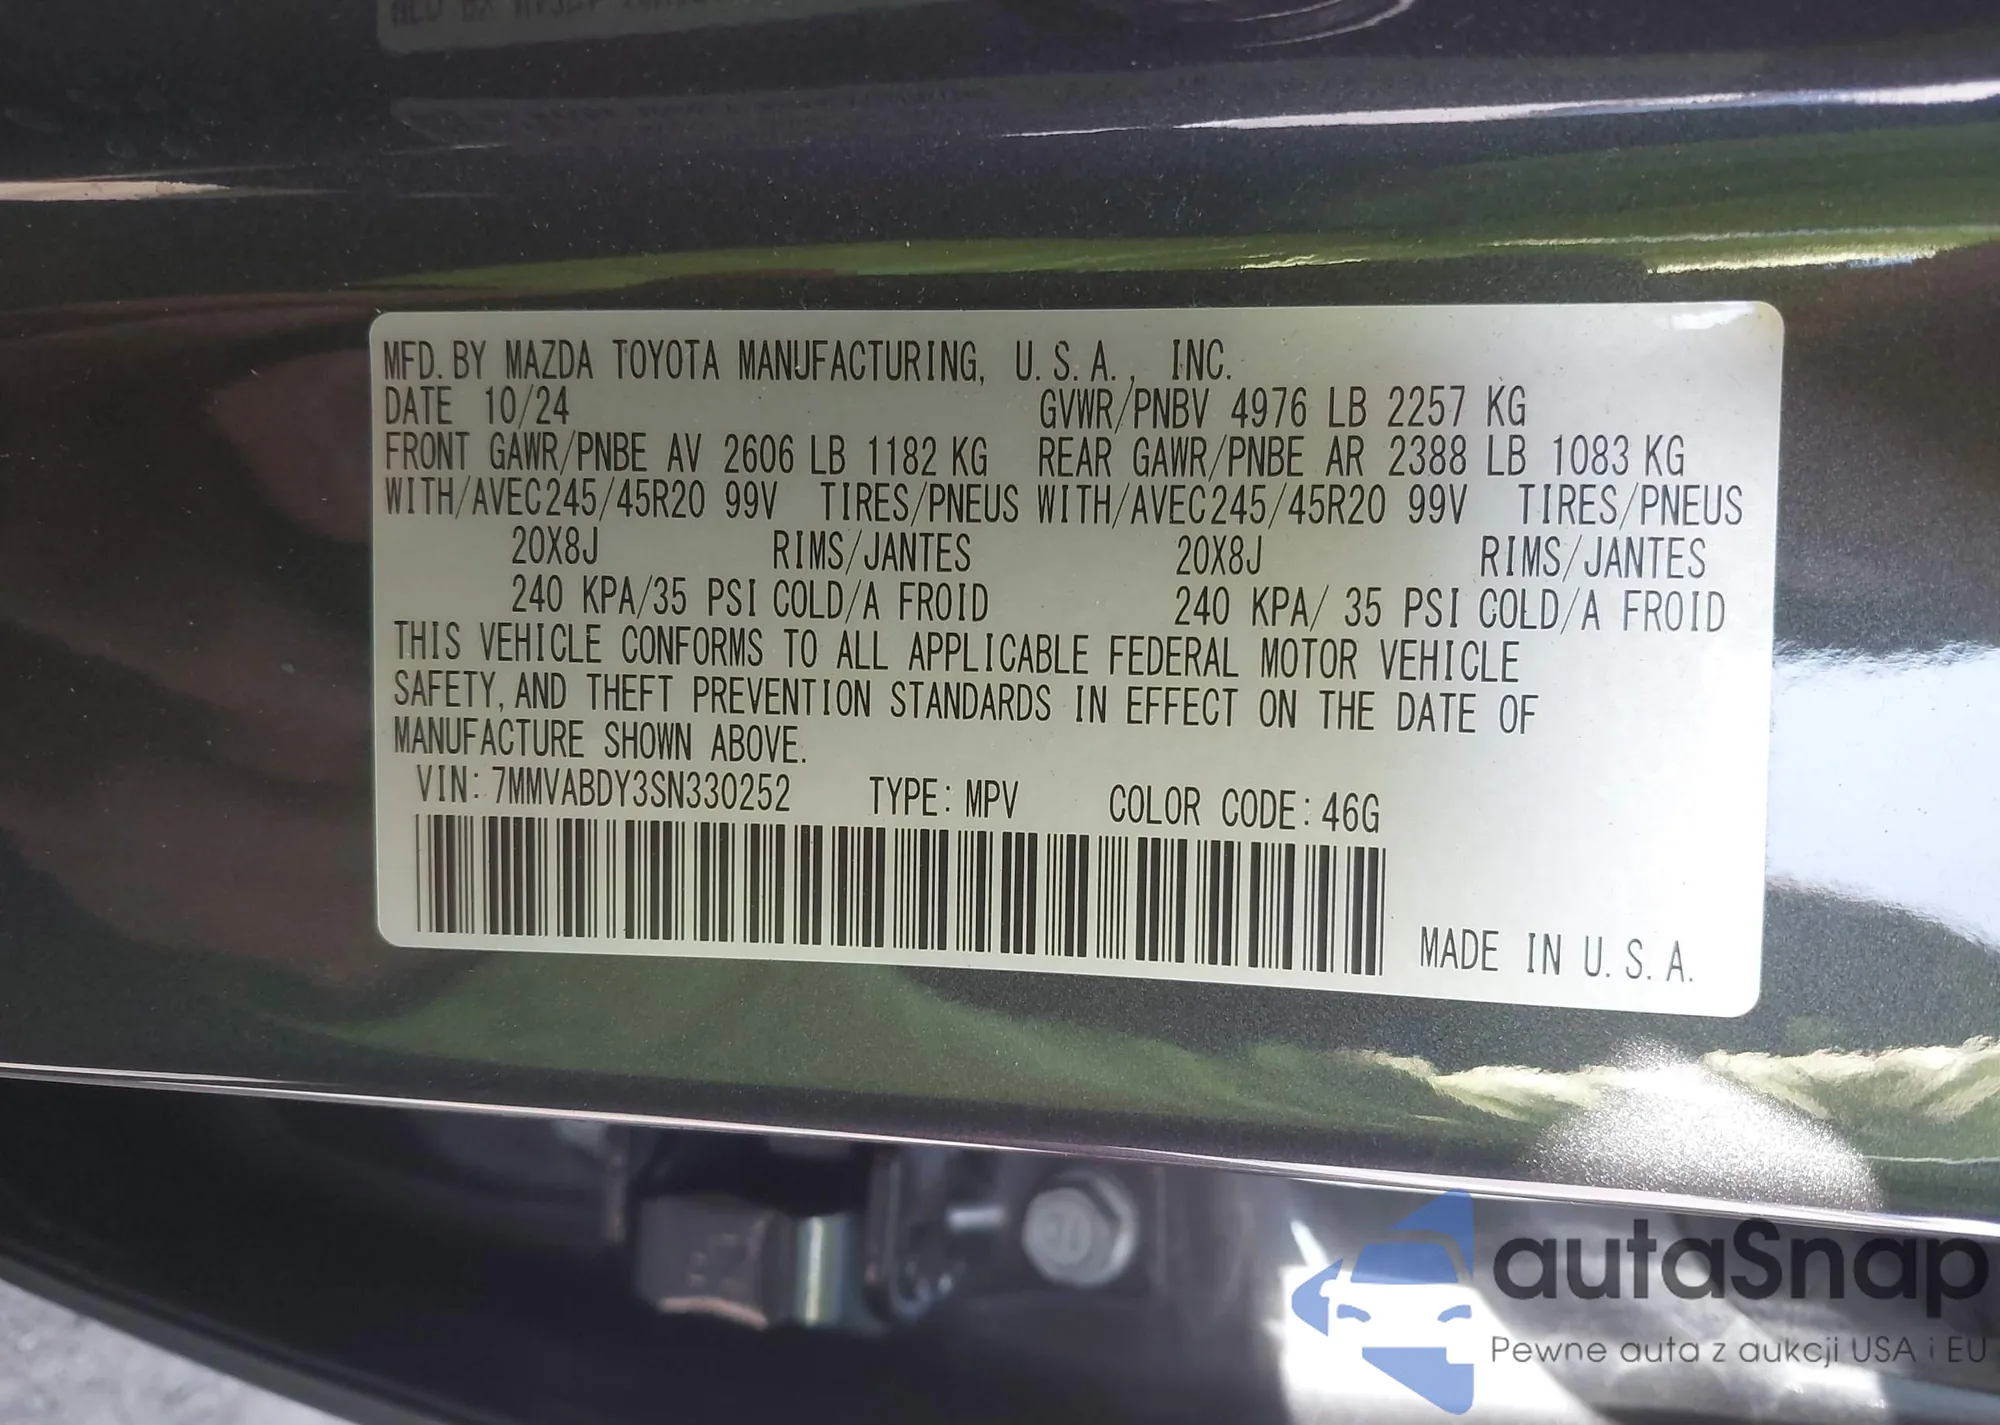 MFD. BY MAZDA TOYOTA MANUFACTURING, U.S.A., INC.
DATE 10/24 GVWR/PNBV 4976 LB 2257 KG
FRONT GAWR/PNBE AV 2606 LB 1182 KG REAR GAWR/PNBE AR 2388 LB 1083 KG
WITH/AVEC245/45R20 99V TIRES/PNEUS WITH/AVEC245/45R20 99V TIRES/PNEUS
20X8J RIMS/JANTES 20X8J RIMS/JANTES
240 KPA/35 PSI COLD/A FROID 240 KPA/ 35 PSI COLD/A FROID
THIS VEHICLE CONFORMS TO ALL APPLICABLE FEDERAL MOTOR VEHICLE
SAFETY, AND THEFT PREVENTION STANDARDS IN EFFECT ON THE DATE OF
MANUFACTURE SHOWN ABOVE.
VIN: 7MMVABDY3SN330252 TYPE: MPV COLOR CODE: 46G
MADE IN U.S.A.
autaSnap
Pewne auta z aukcji USA i EU